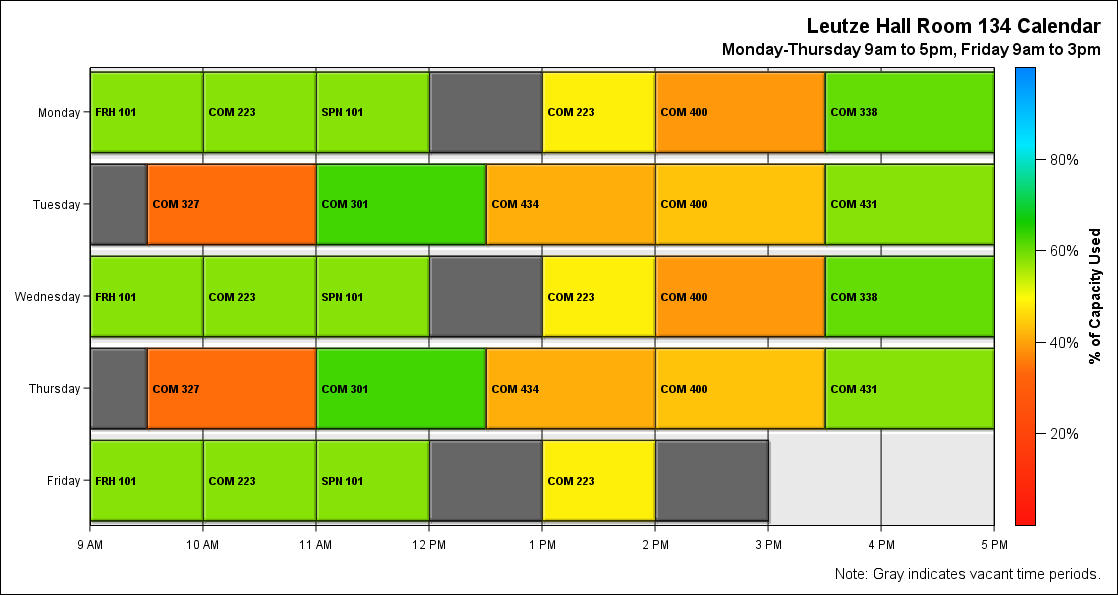 Leutze Hall Room 134 Calendar
Monday-Thursday 9am to 5pm, Friday 9am to 3pm
Monday
FRH 101
COM 223
SPN 101
COM 223
COM 400
COM 338
Tuesday
COM 327
COM 301
COM 434
COM 400
COM 431
Wednesday
FRH 101
COM 223
SPN 101
COM 223
COM 400
COM 338
Thursday
COM 327
COM 301
COM 434
COM 400
COM 431
Friday
FRH 101
COM 223
SPN 101
COM 223
9 AM
10 AM
11 AM
12 PM
1 PM
2 PM
3 PM
4 PM
5 PM
80%
60%
40%
20%
% of Capacity Used
Note: Gray indicates vacant time periods.